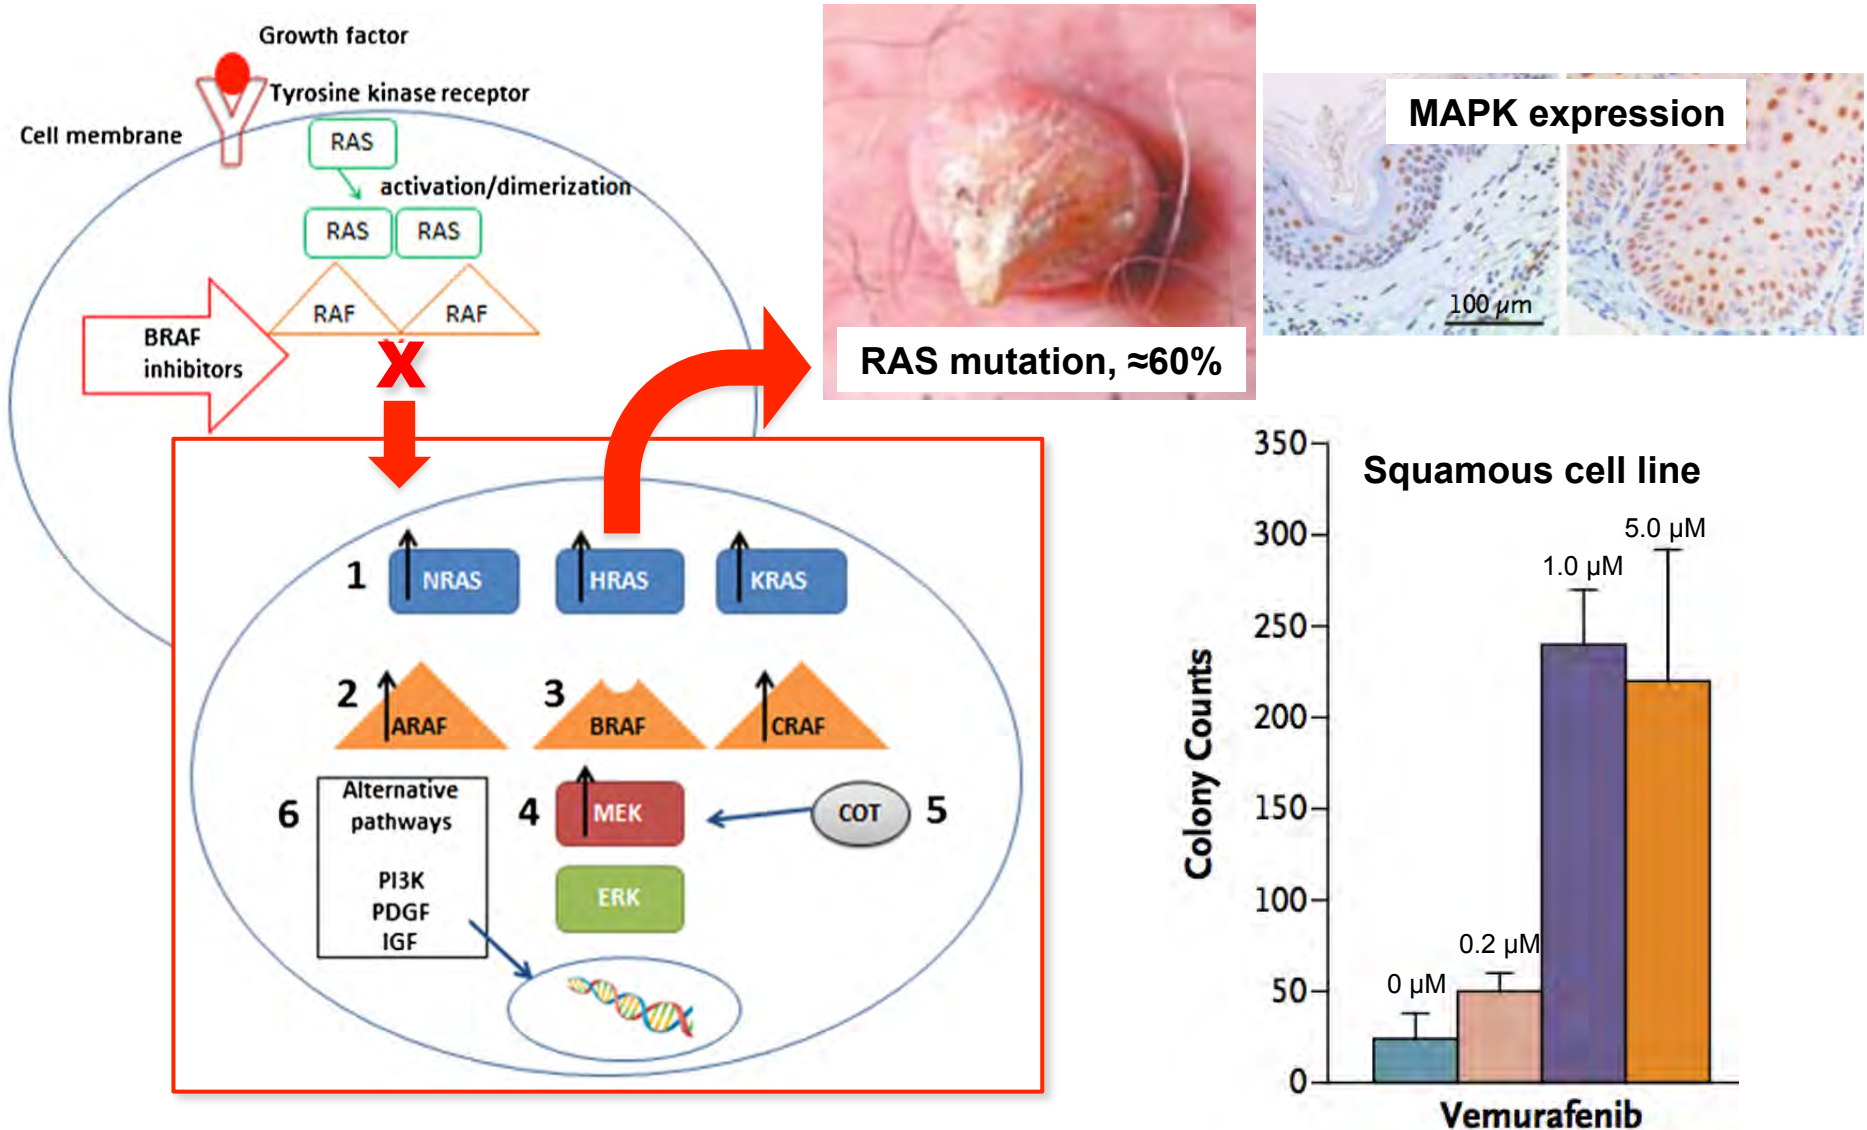 Growth factor
Tyrosine kinase receptor
Cell membrane
RAS
activation/dimerization
RAS
RAS
RAF
RAF
BRAF
inhibitors
X
1
NRAS
HRAS
KRAS
2
ARAF
3
BRAF
CRAF
6
Alternative
pathways
PI3K
PDGF
IGF
4
MEK
COT
5
ERK
RAS mutation, ≈60%
MAPK expression
100 µm
Squamous cell line
Colony Counts
350
300
250
200
150
100
50
0
0 µM
0.2 µM
1.0 µM
5.0 µM
Vemurafenib